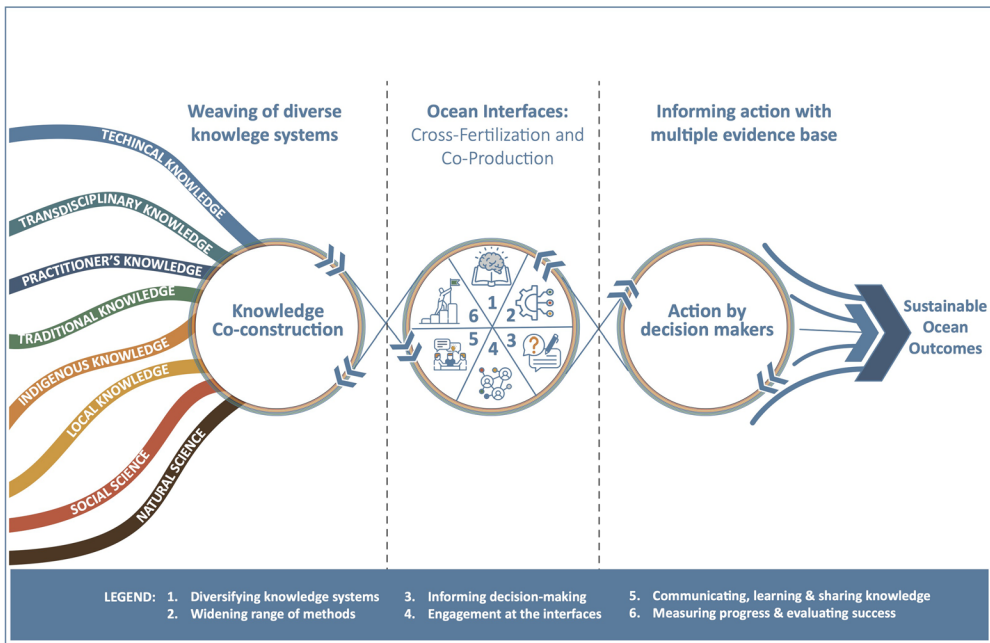 Weaving of diverse
knowlege systems
Ocean Interfaces:
Cross-Fertilization and
Co-Production
Informing action with
multiple evidence base
TECHINCAL KNOWLEDGE
TRANSDISCIPLINARY KNOWLEDGE
PRACTITIONER'S KNOWLEDGE
TRADITIONAL KNOWLEDGE
INDIGENOUS KNOWLEDGE
LOCAL KNOWLEDGE
SOCIAL SCIENCE
NATURAL SCIENCE
Knowledge
Co-construction
1
2
3
4
5
6
?
Action by
decision makers
Sustainable
Ocean
Outcomes
LEGEND: 1. Diversifying knowledge systems
2. Widening range of methods
3. Informing decision-making
4. Engagement at the interfaces
5. Communicating, learning & sharing knowledge
6. Measuring progress & evaluating success